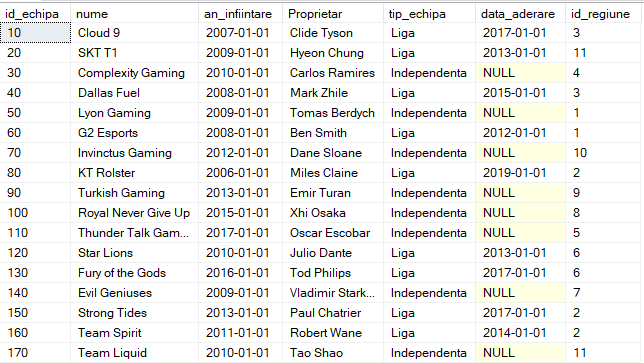 id_echipa nume an_infiintare Proprietar tip_echipa data_aderare id_regiune
10 Cloud 9 2007-01-01 Clide Tyson Liga 2017-01-01 3
20 SKT T1 2009-01-01 Hyeon Chung Liga 2013-01-01 11
30 Complexity Gaming 2010-01-01 Carlos Ramires Independenta NULL 4
40 Dallas Fuel 2008-01-01 Mark Zhile Liga 2015-01-01 3
50 Lyon Gaming 2009-01-01 Tomas Berdych Independenta NULL 1
60 G2 Esports 2008-01-01 Ben Smith Liga 2012-01-01 1
70 Invinctus Gaming 2012-01-01 Dane Sloane Independenta NULL 10
80 KT Rolster 2006-01-01 Miles Claine Liga 2019-01-01 2
90 Turkish Gaming 2013-01-01 Emir Turan Independenta NULL 9
100 Royal Never Give Up 2015-01-01 Xhi Osaka Independenta NULL 8
110 Thunder Talk Gam... 2017-01-01 Oscar Escobar Independenta NULL 5
120 Star Lions 2010-01-01 Julio Dante Liga 2013-01-01 6
130 Fury of the Gods 2016-01-01 Tod Philips Liga 2017-01-01 6
140 Evil Geniuses 2009-01-01 Vladimir Stark... Independenta NULL 7
150 Strong Tides 2013-01-01 Paul Chatrier Liga 2017-01-01 2
160 Team Spirit 2011-01-01 Robert Wane Liga 2014-01-01 2
170 Team Liquid 2010-01-01 Tao Shao Independenta NULL 11